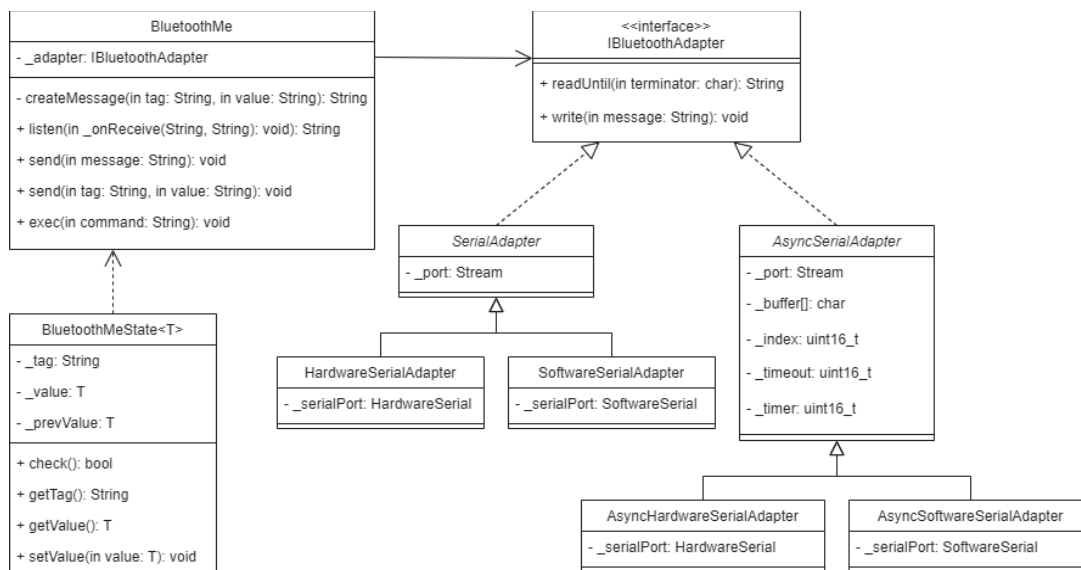 BluetoothMe
- _adapter: IBluetoothAdapter
- createMessage(in tag: String, in value: String): String
+ listen(in _onReceive(String, String): void): String
+ send(in message: String): void
+ send(in tag: String, in value: String): void
+ exec(in command: String): void
<<interface>>
IBluetoothAdapter
+ readUntil(in terminator: char): String
+ write(in message: String): void
SerialAdapter
- _port: Stream
AsyncSerialAdapter
- _port: Stream
- _buffer[]: char
- _index: uint16_t
- _timeout: uint16_t
- _timer: uint16_t
BluetoothMeState<T>
- _tag: String
- _value: T
- _prevValue: T
+ check(): bool
+ getTag(): String
+ getValue(): T
+ setValue(in value: T): void
HardwareSerialAdapter
- _serialPort: HardwareSerial
SoftwareSerialAdapter
- _serialPort: SoftwareSerial
AsyncHardwareSerialAdapter
- _serialPort: HardwareSerial
AsyncSoftwareSerialAdapter
- _serialPort: SoftwareSerial